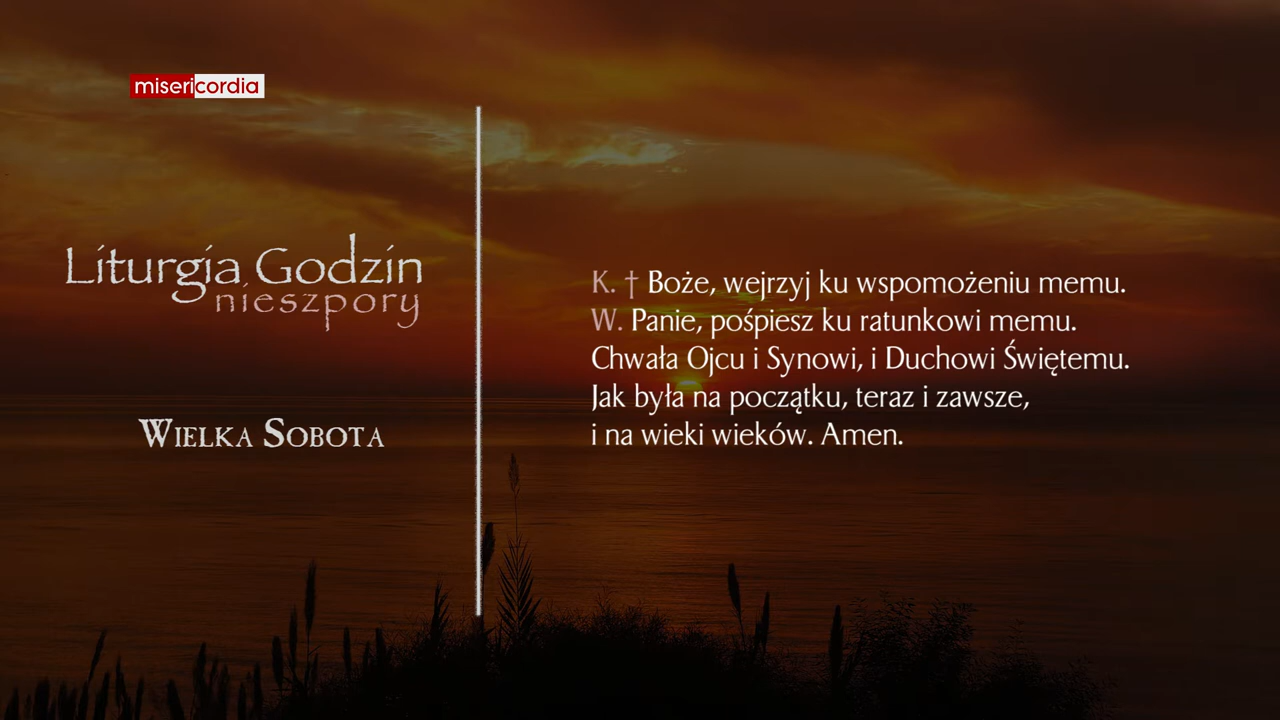 misericordia
Liturgia Godzin
nieszpory
Wielka Sobota
K. † Boże, wejrzyj ku wspomożeniu memu.
W. Panie, pośpiesz ku ratunkowi memu.
Chwała Ojcu i Synowi, i Duchowi Świętemu.
Jak była na początku, teraz i zawsze,
i na wieki wieków. Amen.